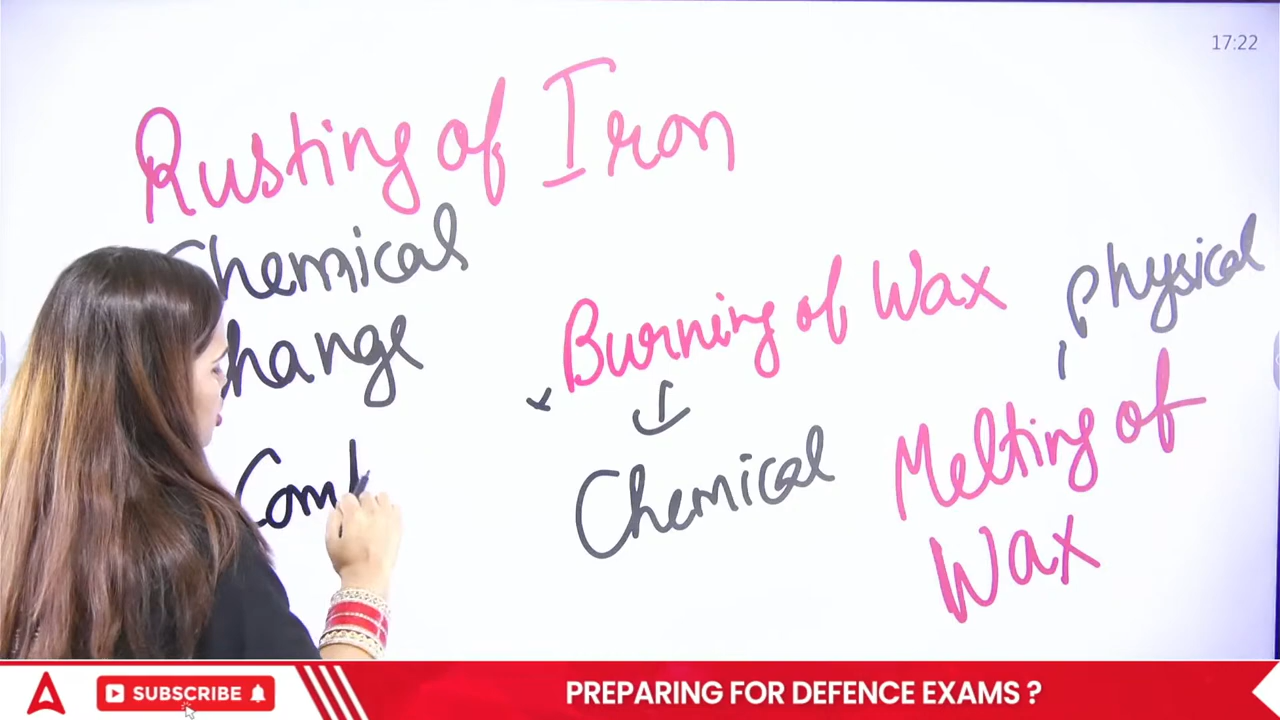 17:22
Rusting of Iron
Chemical
hange
Burning of Wax
Physical
Chemical
Melting of
Wax
SUBSCRIBE
PREPARING FOR DEFENCE EXAMS ?